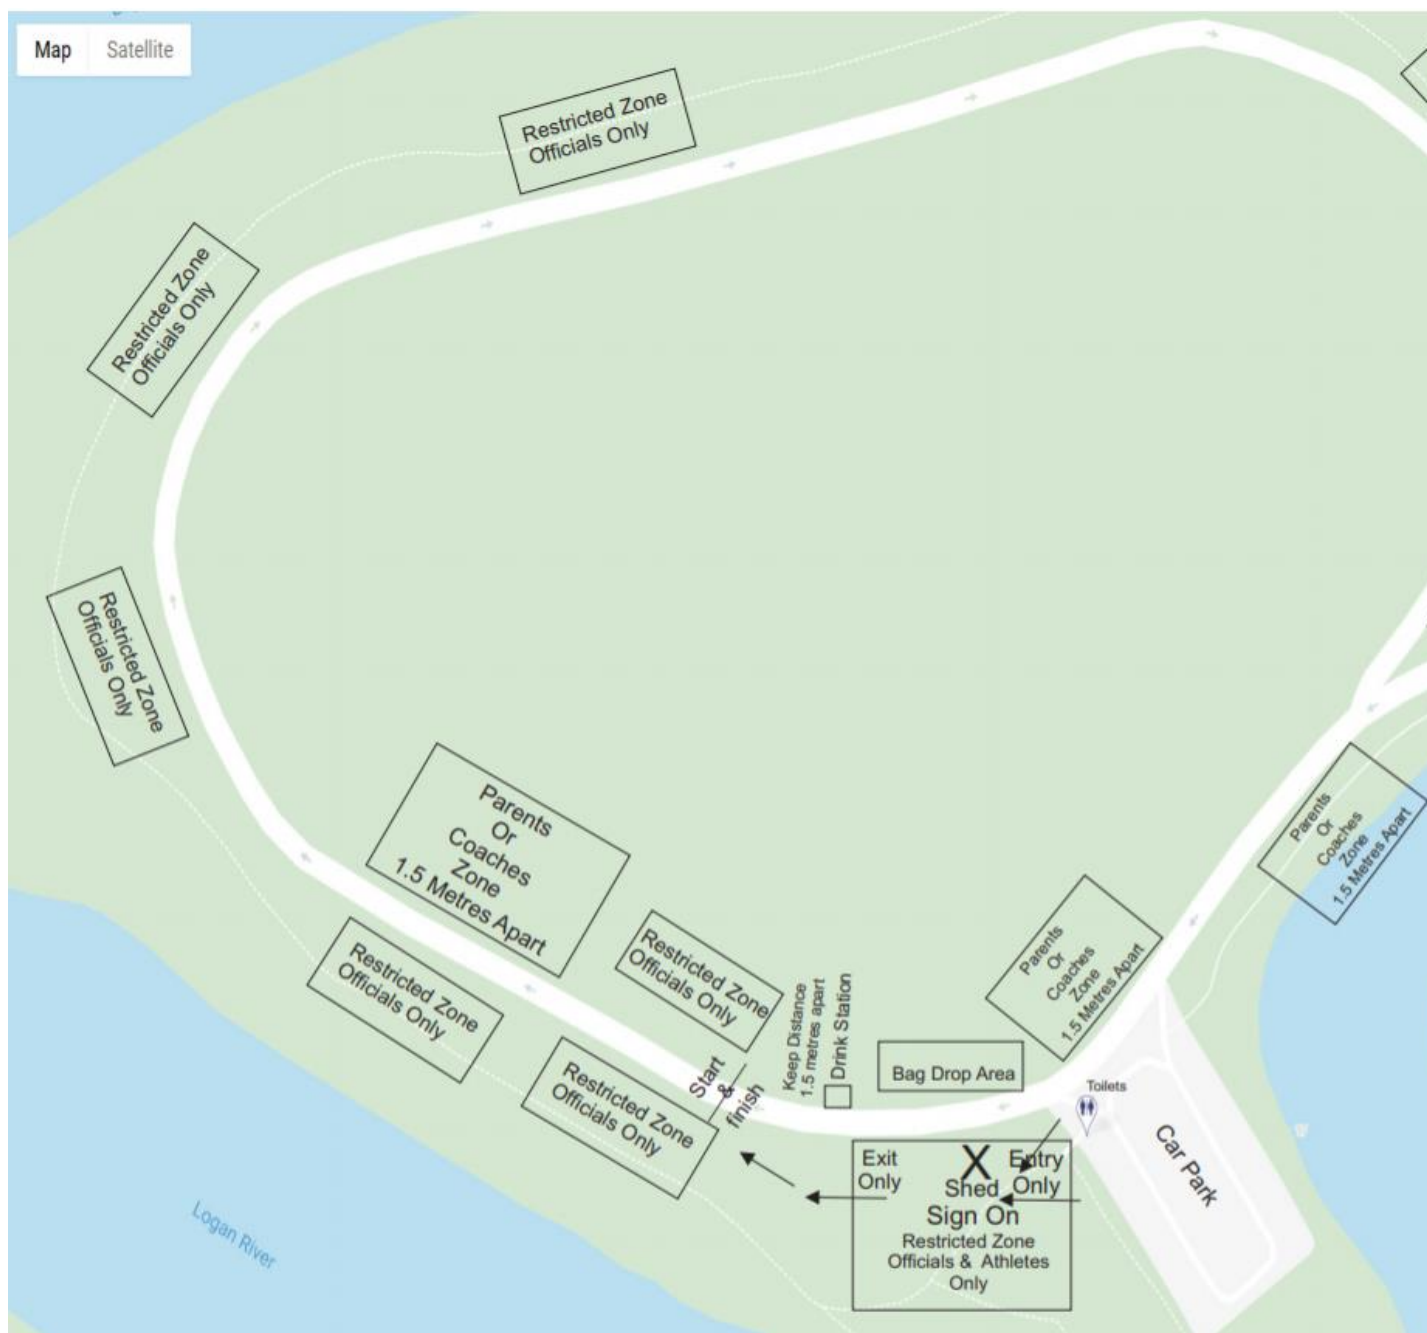 Map Satellite
Restricted Zone
Officials Only
Restricted Zone
Officials Only
Restricted Zone
Officials Only
Parents
Or
Coaches
Zone
1.5 Metres Apart
Parents
Or
Coaches
Zone
1.5 Metres Apart
Parents
Or
Coaches
Zone
1.5 Metres Apart
Restricted Zone
Officials Only
Restricted Zone
Officials Only
Restricted Zone
Officials Only
Start
&
finish
Keep Distance
1.5 metres apart
Drink Station
Bag Drop Area
Toilets
Car Park
Exit
Only
X
Entry
Only
Shed
Sign On
Restricted Zone
Officials & Athletes
Only
Logan River